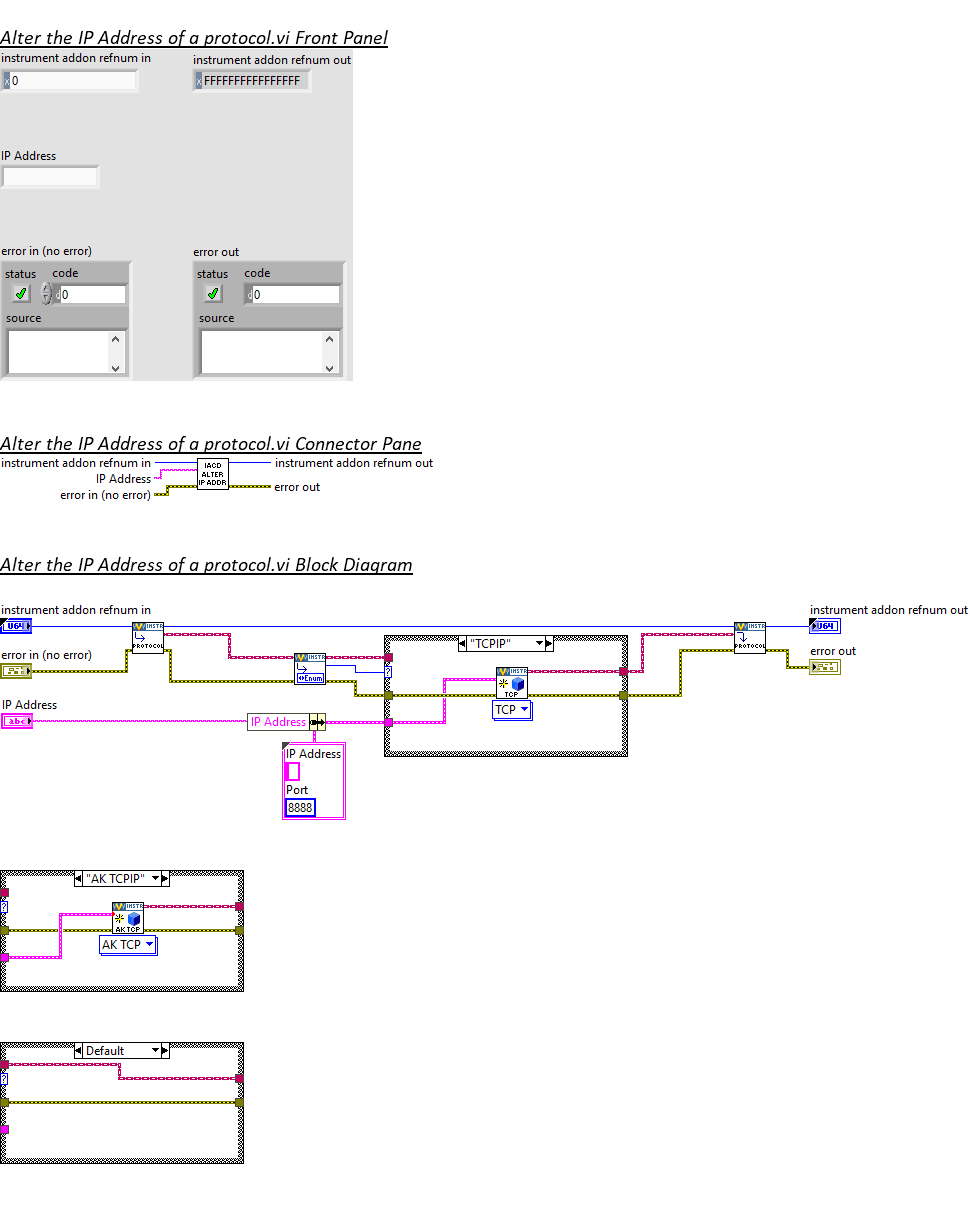 Alter the IP Address of a protocol.vi Front Panel
instrument addon refnum in
instrument addon refnum out
x 0
x FFFFFFFFFFFFFFFF
IP Address
error in (no error)
error out
status code
status code
d 0
d 0
source
source
Alter the IP Address of a protocol.vi Connector Pane
instrument addon refnum in
IACD
ALTER
IP ADDR
instrument addon refnum out
IP Address
error in (no error)
error out
Alter the IP Address of a protocol.vi Block Diagram
instrument addon refnum in
instrument addon refnum out
U64
INSTR
PROTOCOL
"TCPIP"
INSTR
PROTOCOL
U64
error in (no error)
error out
INSTR
Enum
?
INSTR
TCP
TCP
IP Address
abc
IP Address
IP Address
Port
8888
"AK TCPIP"
?
INSTR
AK TCP
AK TCP
Default
?